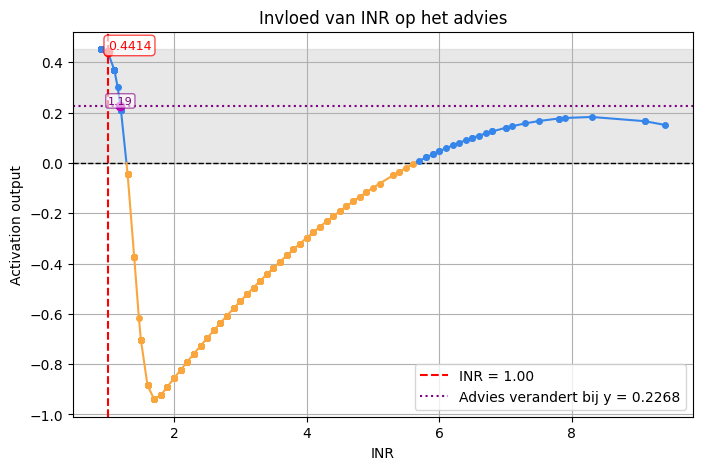 Invloed van INR op het advies
0.4414
1.19
Activation output
0.4
0.2
0.0
−0.2
−0.4
−0.6
−0.8
−1.0
INR = 1.00
Advies verandert bij y = 0.2268
2
4
6
8
INR